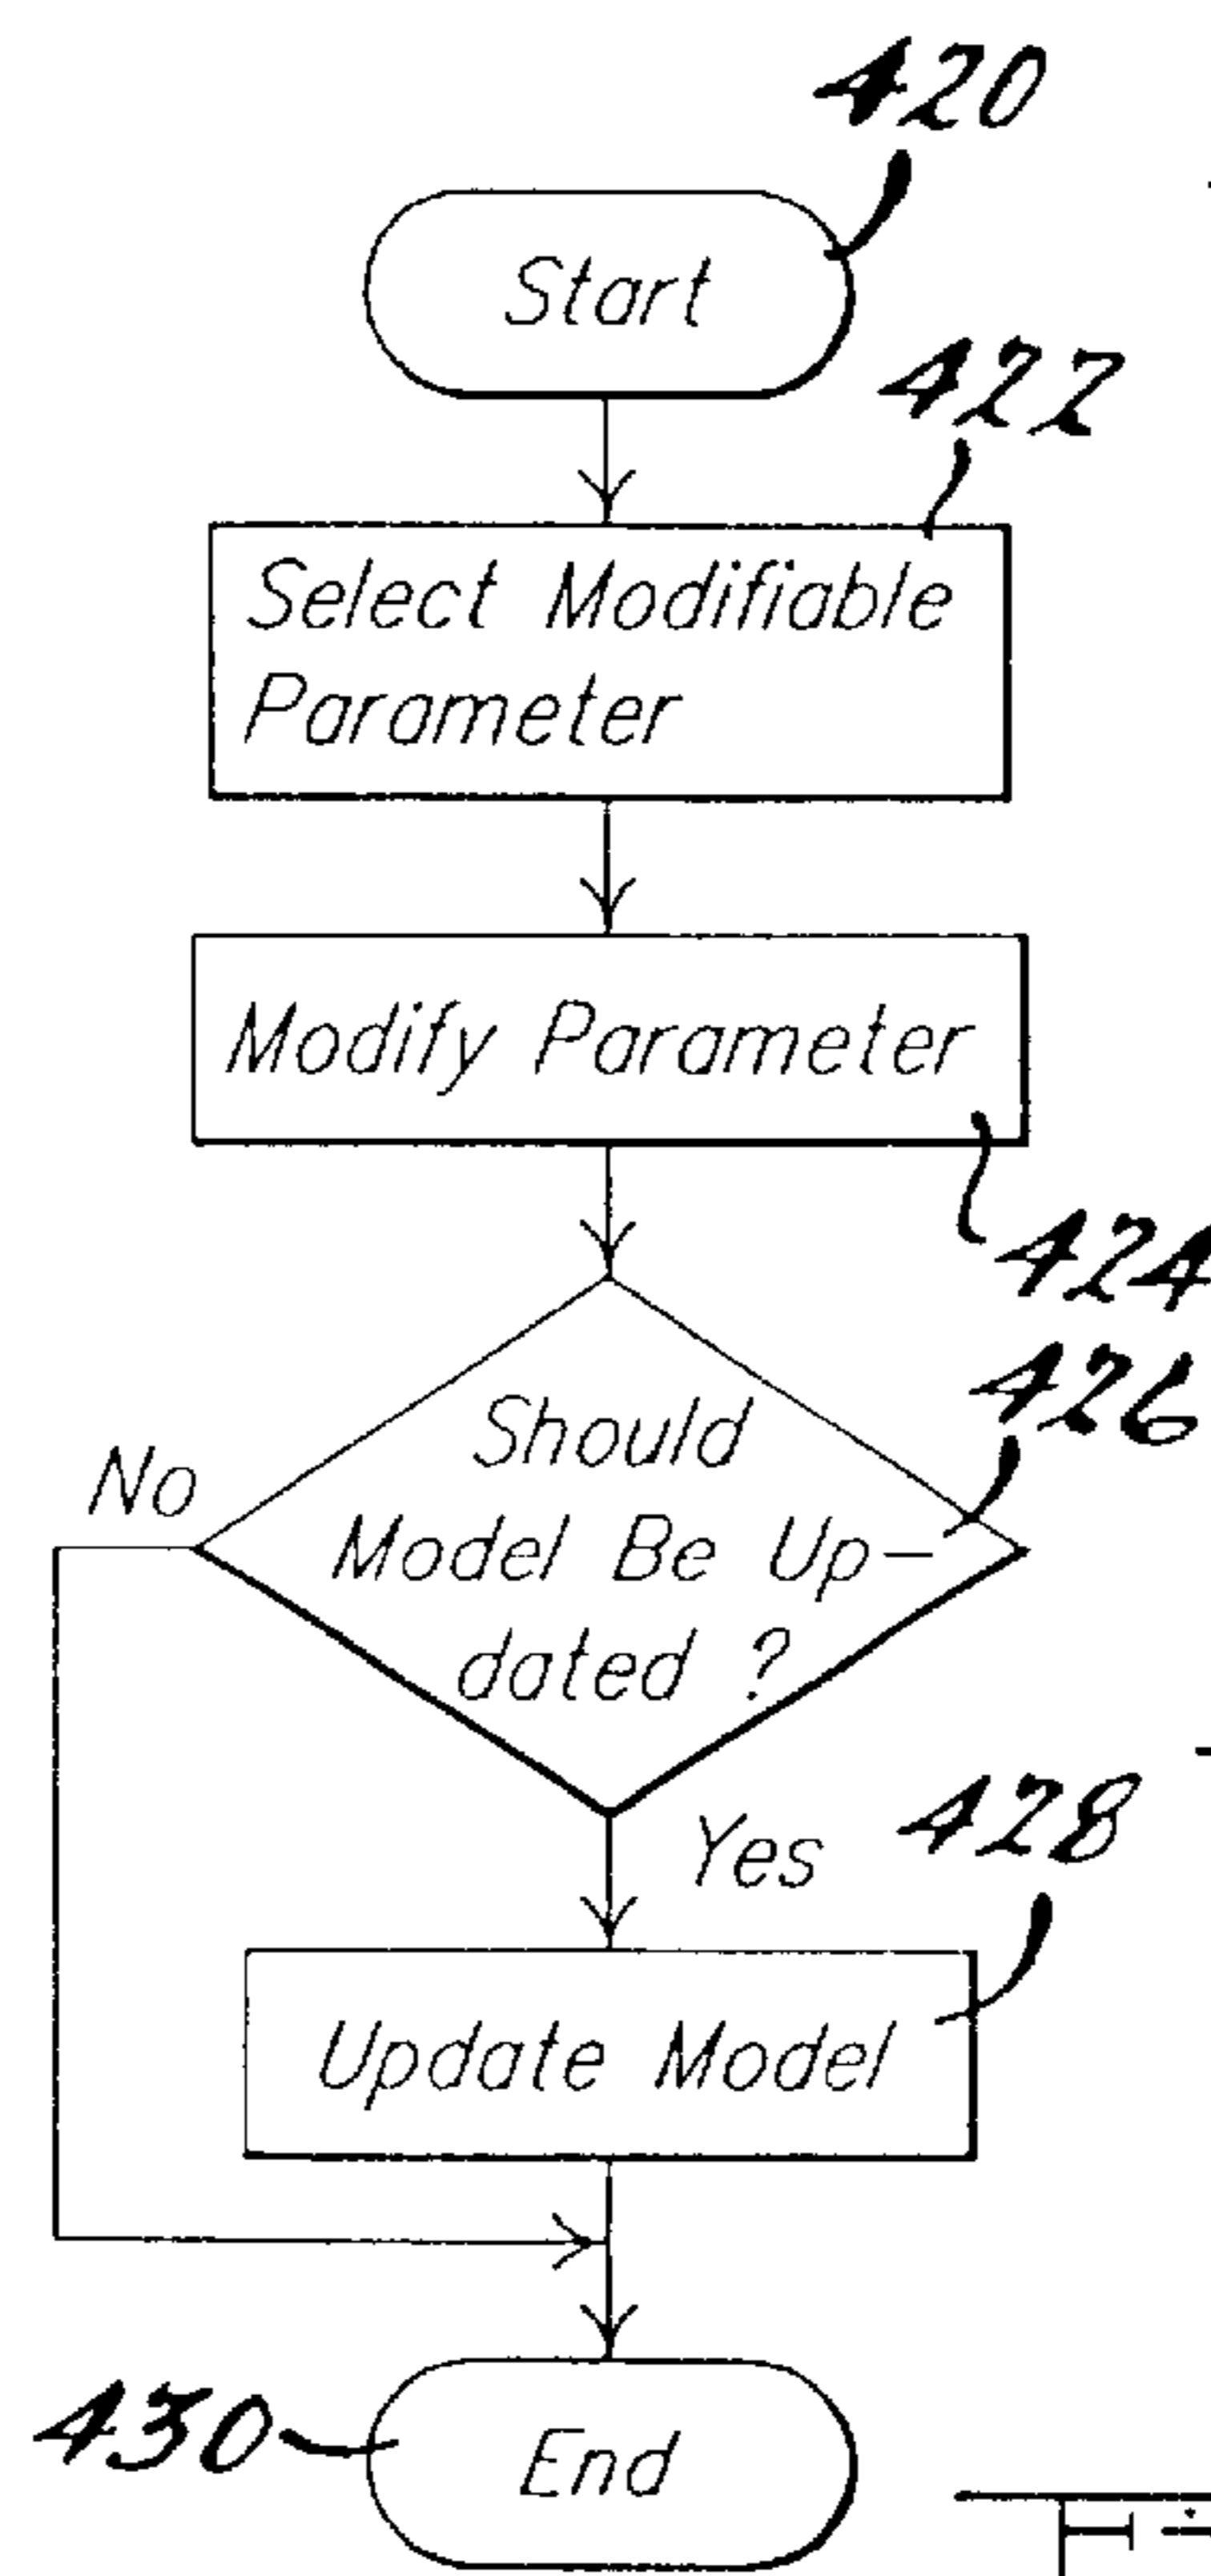 420
Start
422
Select Modifiable
Parameter
Modify Parameter
424
426
Should
No
Model Be Up-
dated ?
Yes
428
Update Model
430
End